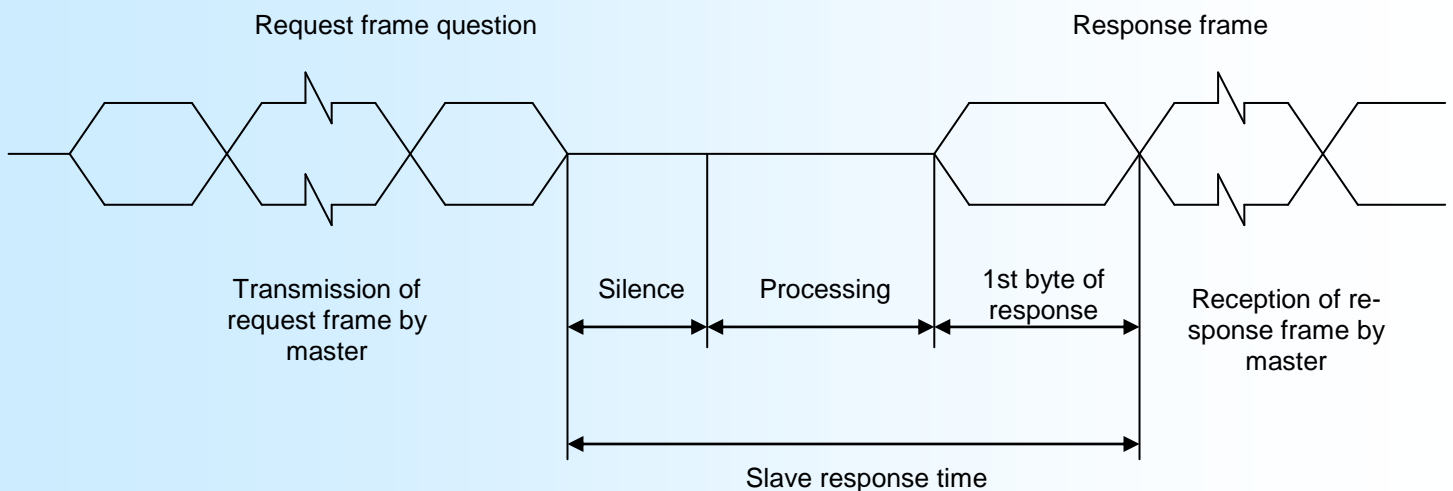 Request frame question
Response frame
Transmission of
request frame by
master
Silence
Processing
1st byte of
response
Reception of re-
sponse frame by
master
Slave response time